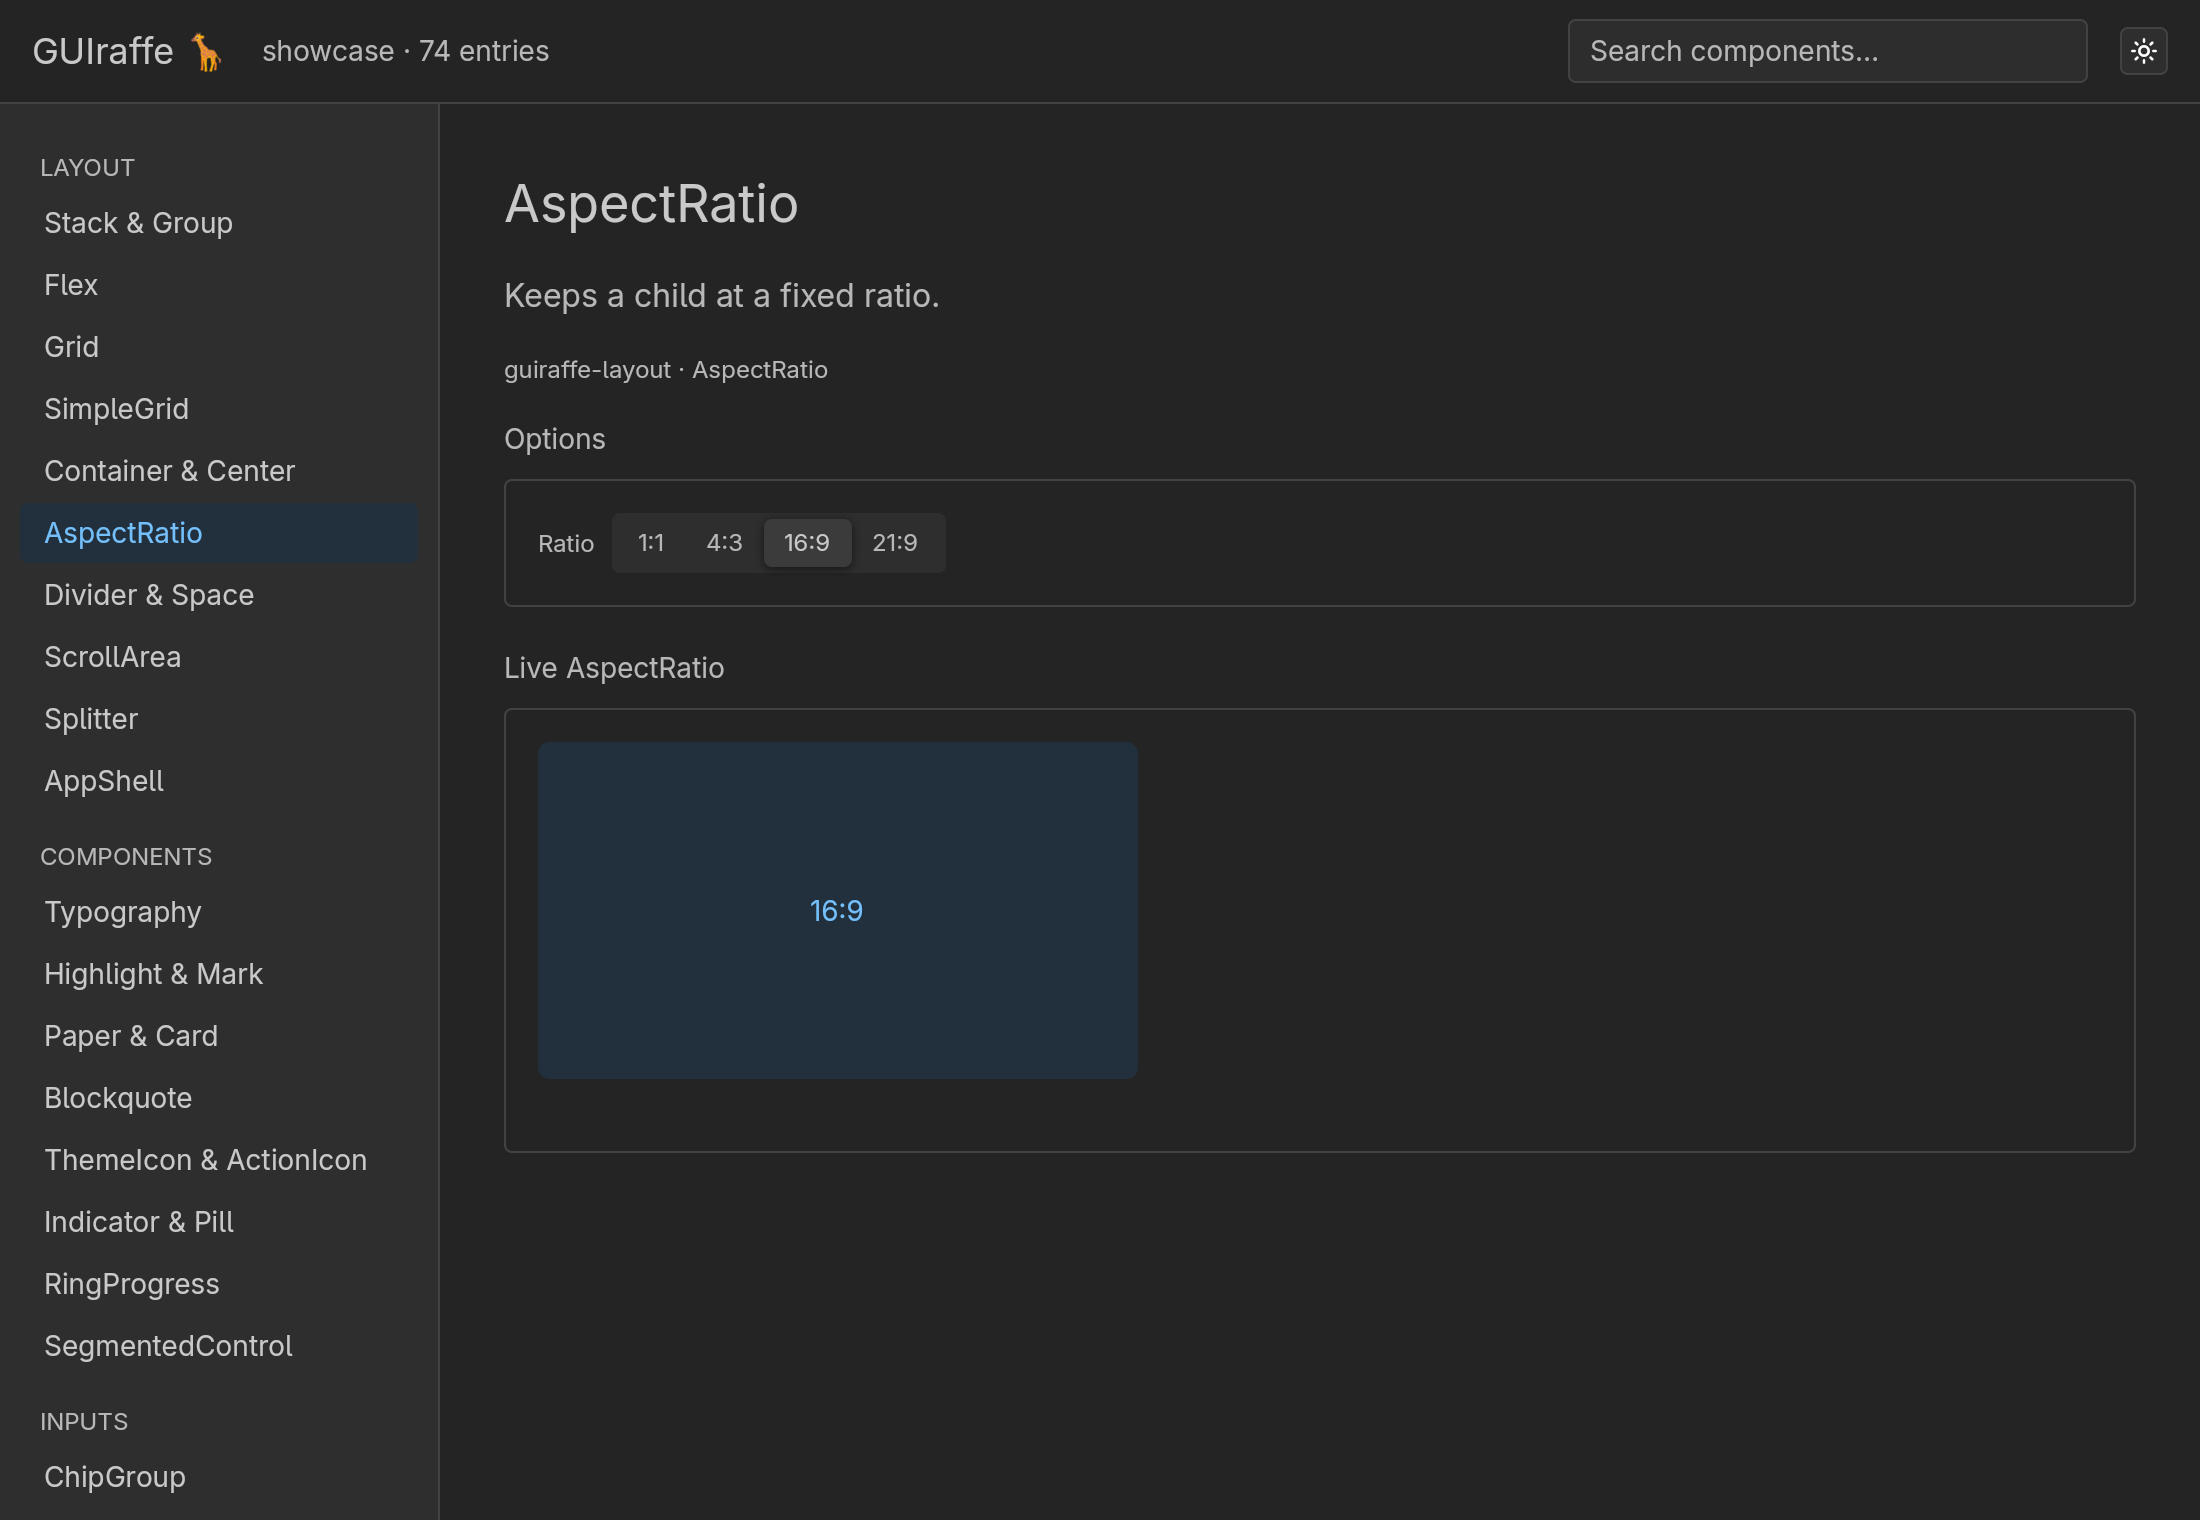 GUIraffe 🦒 showcase · 74 entries
Search components...
LAYOUT
Stack & Group
Flex
Grid
SimpleGrid
Container & Center
AspectRatio
Divider & Space
ScrollArea
Splitter
AppShell
COMPONENTS
Typography
Highlight & Mark
Paper & Card
Blockquote
ThemeIcon & ActionIcon
Indicator & Pill
RingProgress
SegmentedControl
INPUTS
ChipGroup
AspectRatio
Keeps a child at a fixed ratio.
guiraffe-layout · AspectRatio
Options
Ratio 1:1 4:3 16:9 21:9
Live AspectRatio
16:9